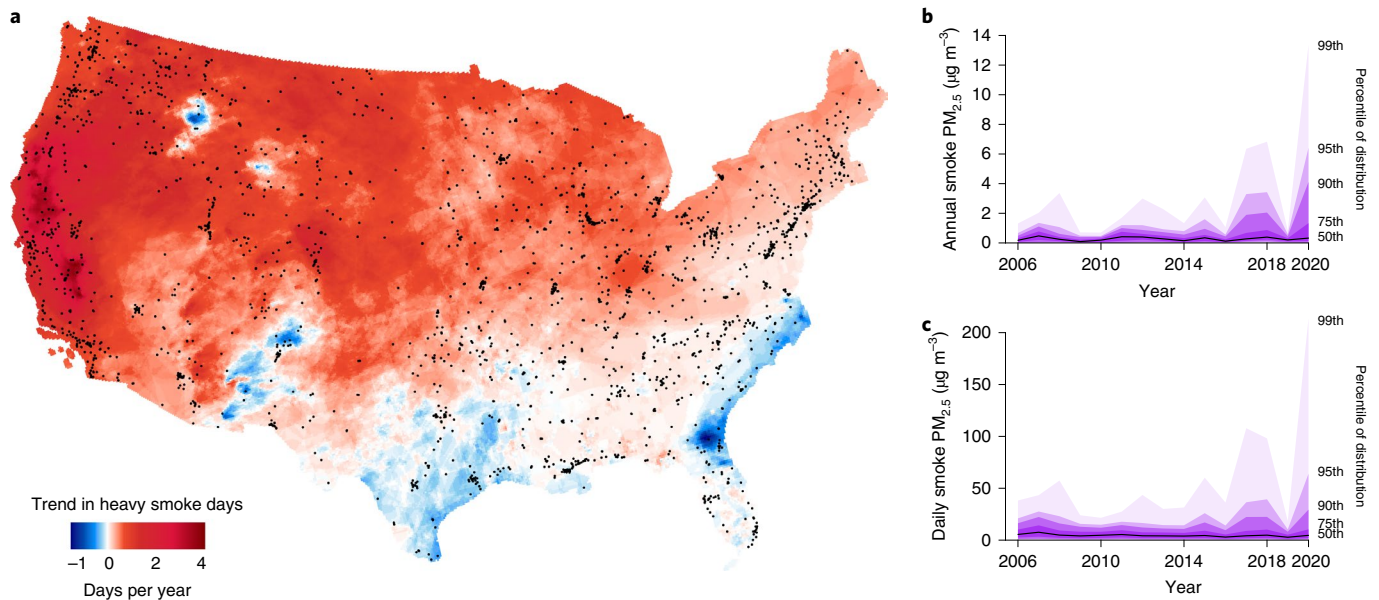 a
Trend in heavy smoke days
–1 0 2 4
Days per year
b
Annual smoke PM2.5 (µg m–3)
14
12
10
8
6
4
2
0
2006 2010 2014 2018 2020
Year
99th
95th
90th
75th
50th
Percentile of distribution
c
Daily smoke PM2.5 (µg m–3)
200
150
100
50
0
2006 2010 2014 2018 2020
Year
99th
95th
90th
75th
50th
Percentile of distribution